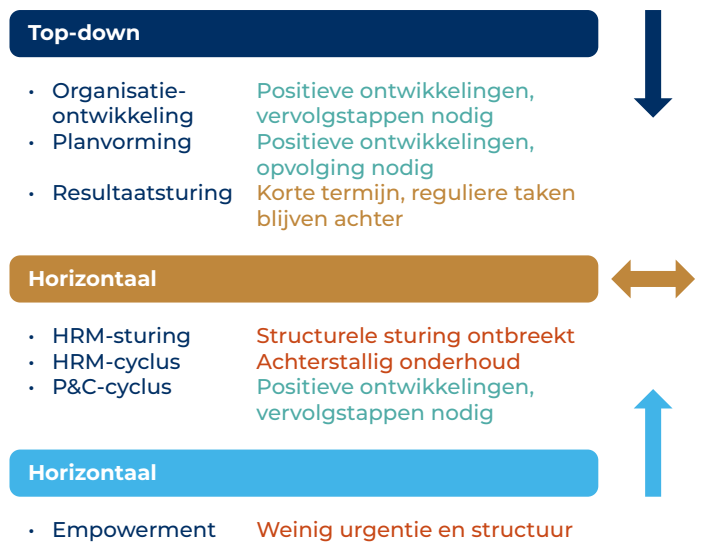 Top-down
• Organisatie- Positieve ontwikkelingen,
ontwikkeling vervolgstappen nodig
• Planvorming Positieve ontwikkelingen,
opvolging nodig
• Resultaatsturing Korte termijn, reguliere taken
blijven achter
Horizontaal
• HRM-sturing Structurele sturing ontbreekt
• HRM-cyclus Achterstallig onderhoud
• P&C-cyclus Positieve ontwikkelingen,
vervolgstappen nodig
Horizontaal
• Empowerment Weinig urgentie en structuur